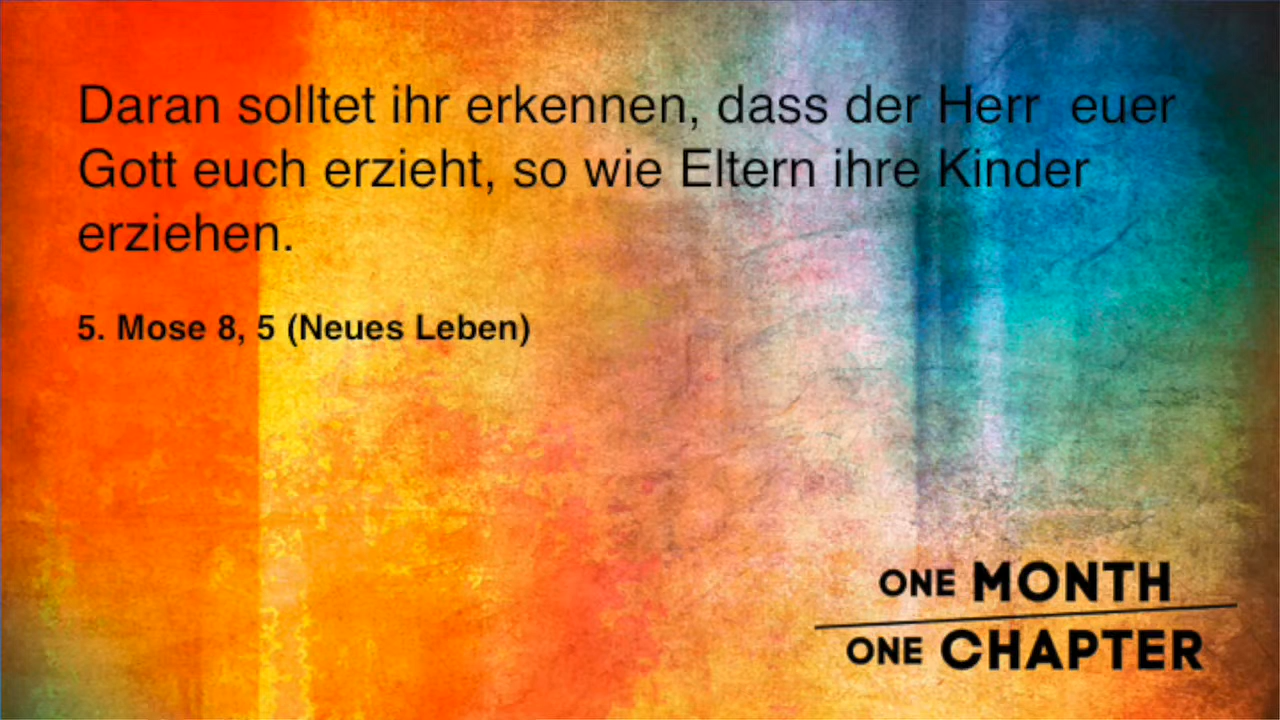 Daran solltet ihr erkennen, dass der Herr  euer
Gott euch erzieht, so wie Eltern ihre Kinder
erziehen.
5. Mose 8, 5 (Neues Leben)
ONE MONTH
ONE CHAPTER